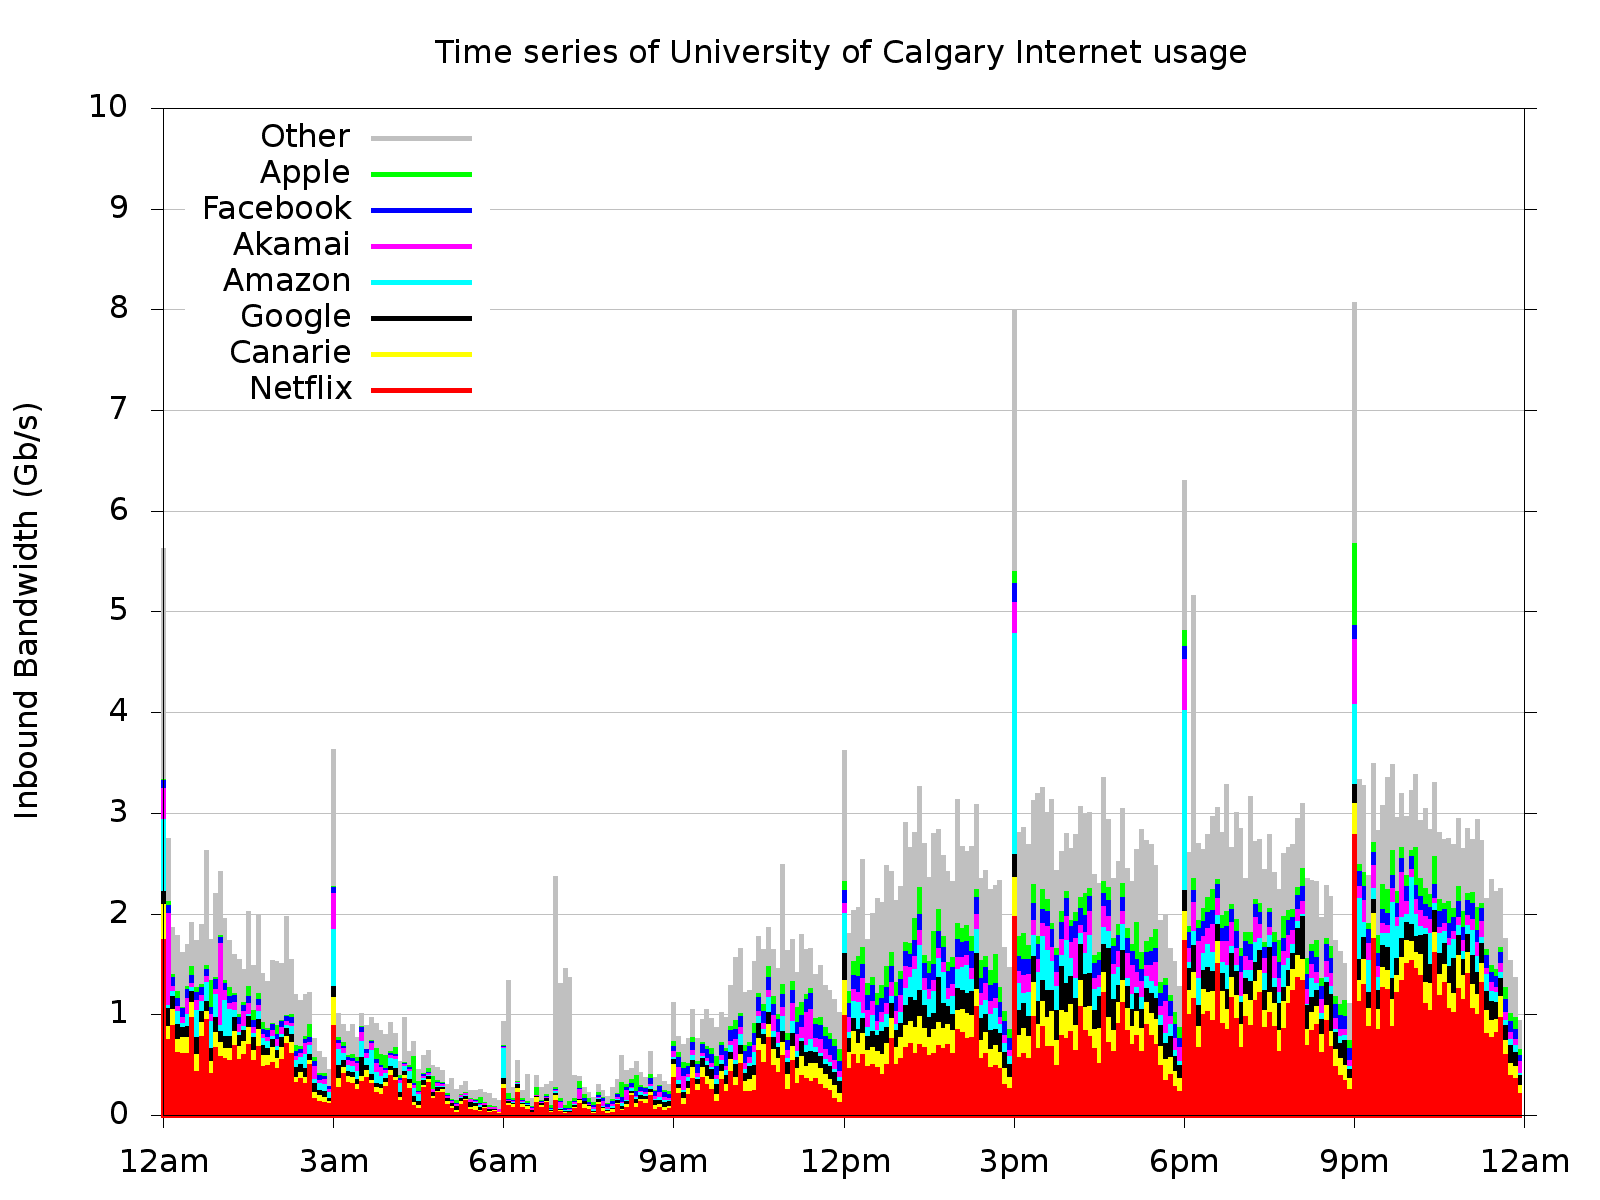 Time series of University of Calgary Internet usage
10
9
8
7
6
5
4
3
2
1
0
Inbound Bandwidth (Gb/s)
Other
Apple
Facebook
Akamai
Amazon
Google
Canarie
Netflix
12am 3am 6am 9am 12pm 3pm 6pm 9pm 12am